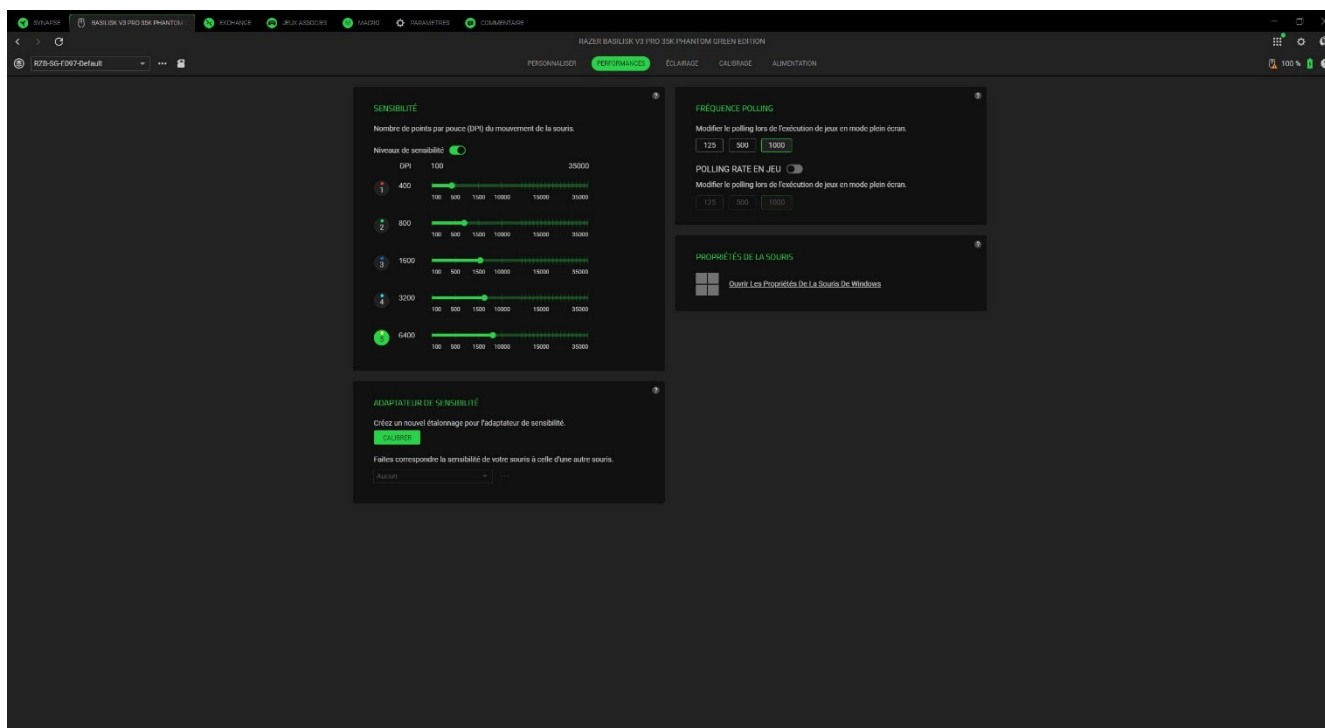 SYNAPSE BASILISK V3 PRO 35K PHANTOM EXCHANGE JEUX ASSOCIÉS MACRO PARAMÈTRES COMMENTAIRE
RAZER BASILISK V3 PRO 35K PHANTOM GREEN EDITION
PERSONNALISER PERFORMANCES ÉCLAIRAGE CALIBRAGE ALIMENTATION
100 %
SENSIBILITÉ
Nombre de points par pouce (DPI) du mouvement de la souris.
Niveaux de sensibilité
DPI 100 35000
1 400
100 500 1500 10000 15000 35000
2 800
100 500 1500 10000 15000 35000
3 1600
100 500 1500 10000 15000 35000
4 3200
100 500 1500 10000 15000 35000
5 6400
100 500 1500 10000 15000 35000
ADAPTATEUR DE SENSIBILITÉ
Créez un nouvel étalonnage pour l'adaptateur de sensibilité.
CALIBRER
Faites correspondre la sensibilité de votre souris à celle d'une autre souris.
Aucun
FRÉQUENCE POLLING
Modifier le polling lors de l'exécution de jeux en mode plein écran.
125 500 1000
POLLING RATE EN JEU
Modifier le polling lors de l'exécution de jeux en mode plein écran.
125 500 1000
PROPRIÉTÉS DE LA SOURIS
Ouvrir Les Propriétés De La Souris De Windows